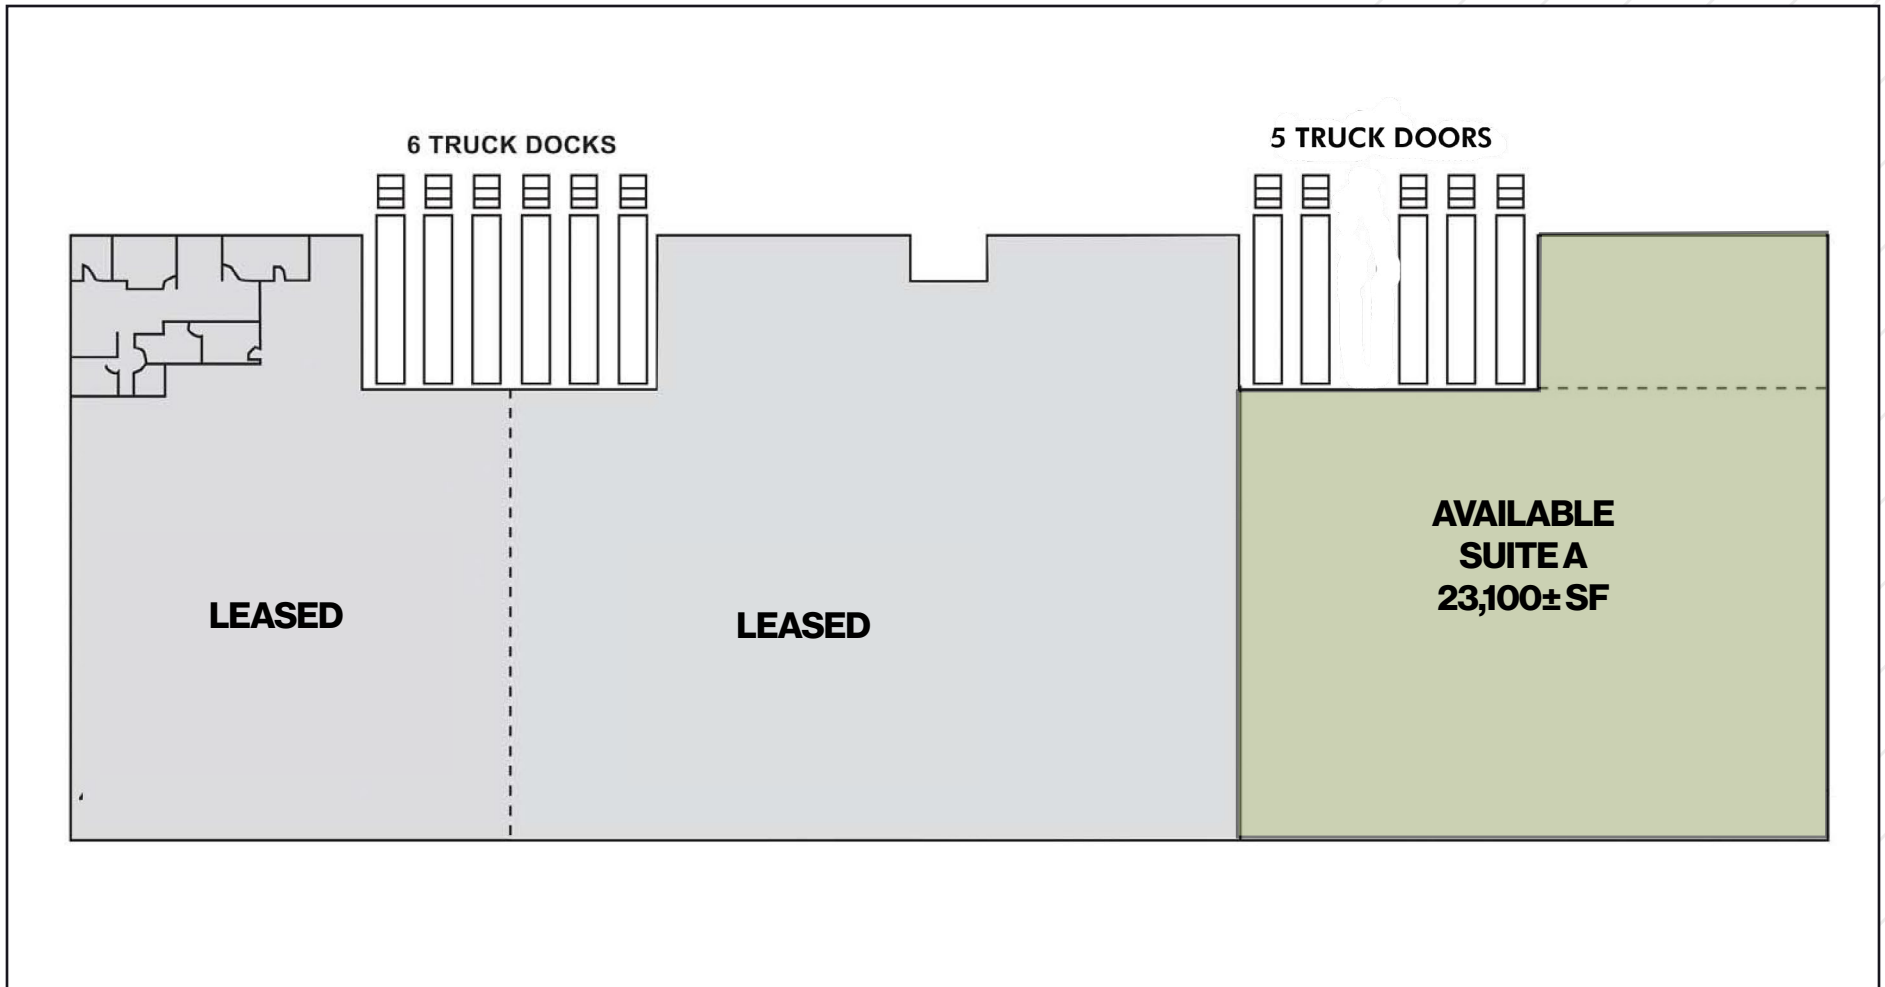 6 TRUCK DOCKS
5 TRUCK DOORS
AVAILABLE
SUITE A
23,100± SF
LEASED
LEASED